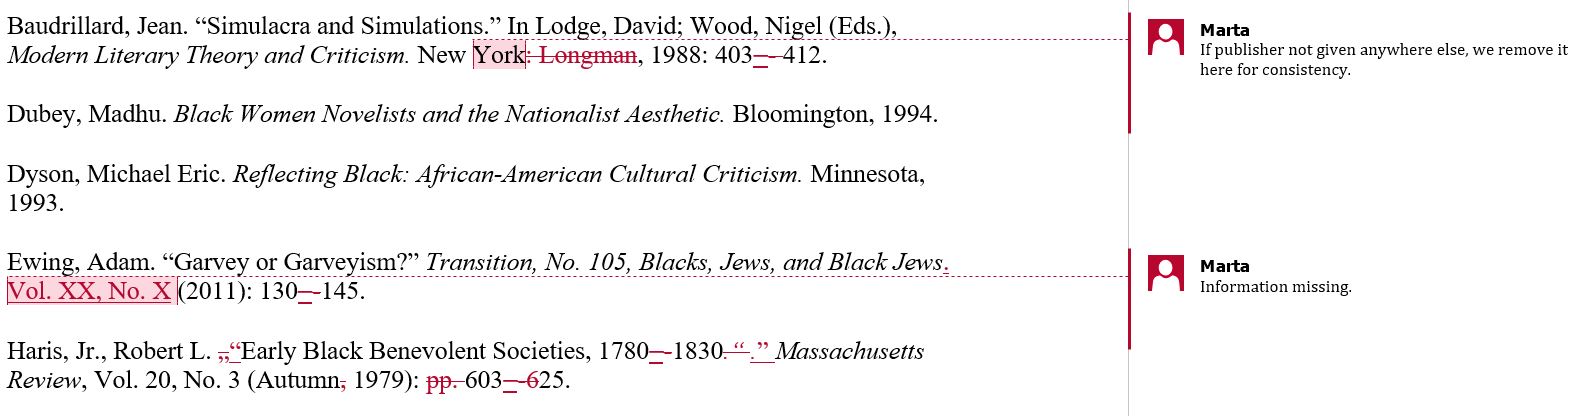 Baudrillard, Jean. “Simulacra and Simulations.” In Lodge, David; Wood, Nigel (Eds.),
Modern Literary Theory and Criticism. New York: Longman, 1988: 403–-412.
Marta
If publisher not given anywhere else, we remove it
here for consistency.
Dubey, Madhu. Black Women Novelists and the Nationalist Aesthetic. Bloomington, 1994.
Dyson, Michael Eric. Reflecting Black: African-American Cultural Criticism. Minnesota,
1993.
Ewing, Adam. “Garvey or Garveyism?” Transition, No. 105, Blacks, Jews, and Black Jews.
Vol. XX, No. X (2011): 130–-145.
Marta
Information missing.
Haris, Jr., Robert L. „“Early Black Benevolent Societies, 1780–-1830.“ .” Massachusetts
Review, Vol. 20, No. 3 (Autumn, 1979): pp. 603–-625.